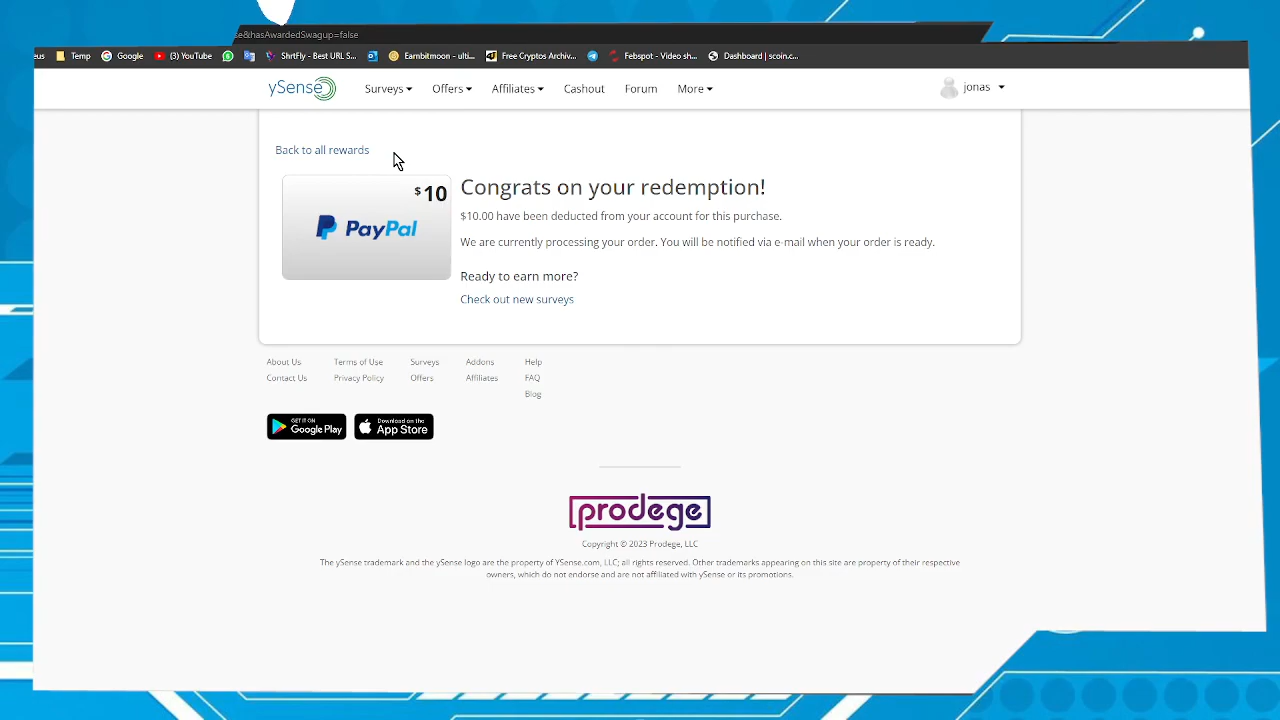 se&hasAwardedSwagup=false
eus Temp Google (3) YouTube ShrtFly - Best URL S... Earnbitmoon – ulti... Free Cryptos Archiv... Febspot - Video sh... Dashboard | scoin.c...
ySense Surveys Offers Affiliates Cashout Forum More jonas
Back to all rewards
$10
PayPal
Congrats on your redemption!
$10.00 have been deducted from your account for this purchase.
We are currently processing your order. You will be notified via e-mail when your order is ready.
Ready to earn more?
Check out new surveys
About Us Terms of Use Surveys Addons Help
Contact Us Privacy Policy Offers Affiliates FAQ
Blog
GET IT ON Google Play
Download on the App Store
prodege
Copyright © 2023 Prodege, LLC
The ySense trademark and the ySense logo are the property of YSense.com, LLC; all rights reserved. Other trademarks appearing on this site are property of their respective
owners, which do not endorse and are not affiliated with ySense or its promotions.